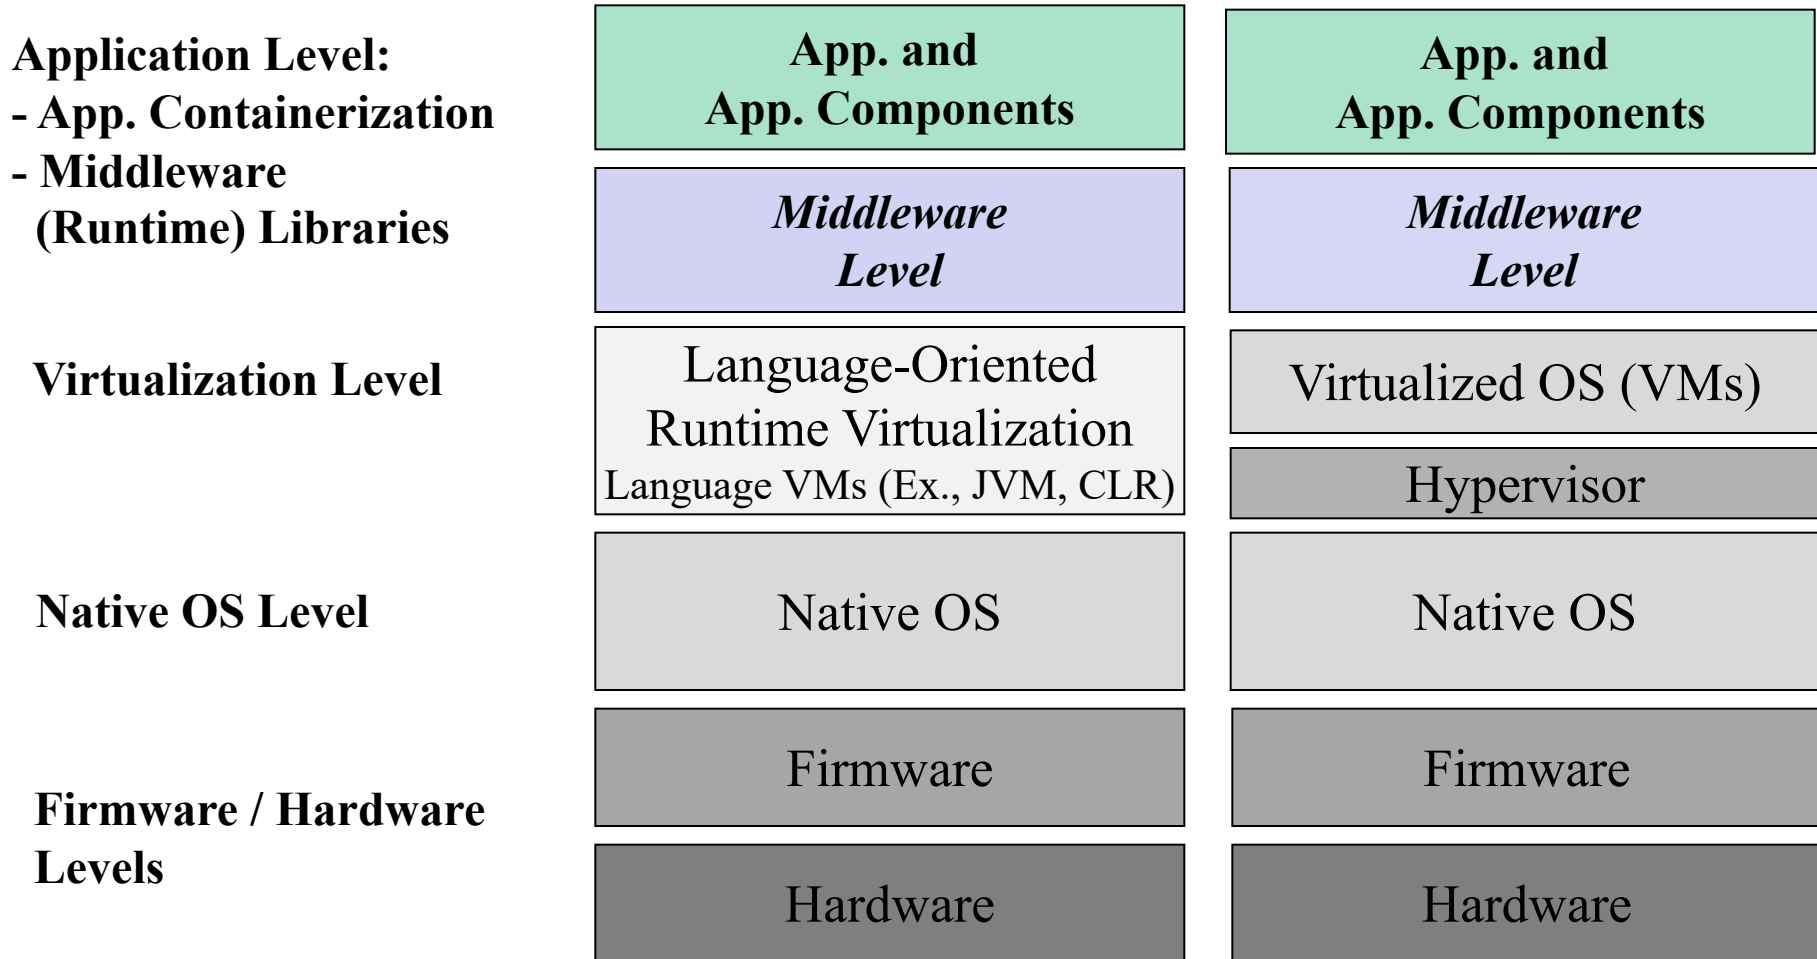 Application Level:
- App. Containerization
- Middleware
(Runtime) Libraries
Virtualization Level
Native OS Level
Firmware / Hardware
Levels
App. and
App. Components
Middleware
Level
Language-Oriented
Runtime Virtualization
Language VMs (Ex., JVM, CLR)
Native OS
Firmware
Hardware
App. and
App. Components
Middleware
Level
Virtualized OS (VMs)
Hypervisor
Native OS
Firmware
Hardware